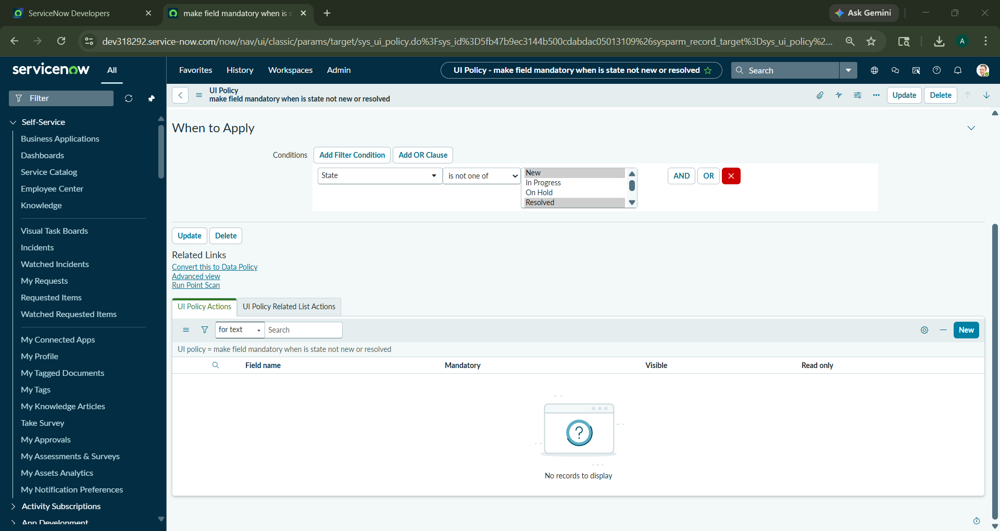 ServiceNow Developers
make field mandatory when is s
Ask Gemini
dev318292.service-now.com/now/nav/ui/classic/params/target/sys_ui_policy.do%3Fsys_id%3D5fb47b9ec3144b500cdabdac05013109%26sysparm_record_target%3Dsys_ui_policy%2...
A
servicenow
All
Favorites
History
Workspaces
Admin
UI Policy - make field mandatory when is state not new or resolved
Search
Filter
UI Policy
make field mandatory when is state not new or resolved
Update
Delete
Self-Service
Business Applications
Dashboards
Service Catalog
Employee Center
Knowledge
Visual Task Boards
Incidents
Watched Incidents
My Requests
Requested Items
Watched Requested Items
My Connected Apps
My Profile
My Tagged Documents
My Tags
My Knowledge Articles
Take Survey
My Approvals
My Assessments & Surveys
My Assets Analytics
My Notification Preferences
Activity Subscriptions
App Development
When to Apply
Conditions
Add Filter Condition
Add OR Clause
State
is not one of
New
In Progress
On Hold
Resolved
AND
OR
Update
Delete
Related Links
Convert this to Data Policy
Advanced view
Run Point Scan
UI Policy Actions
UI Policy Related List Actions
for text
Search
New
UI policy = make field mandatory when is state not new or resolved
Field name
Mandatory
Visible
Read only
?
No records to display